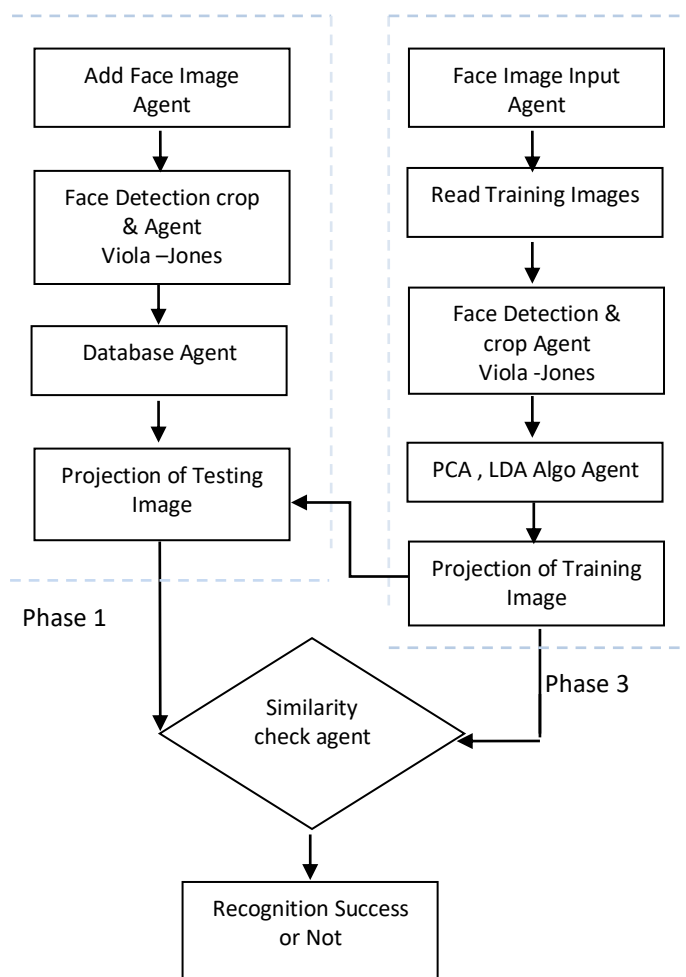 Add Face Image
Agent
Face Detection crop
& Agent
Viola –Jones
Database Agent
Projection of Testing
Image
Phase 1
Face Image Input
Agent
Read Training Images
Face Detection &
crop Agent
Viola -Jones
PCA , LDA Algo Agent
Projection of Training
Image
Phase 3
Similarity
check agent
Recognition Success
or Not